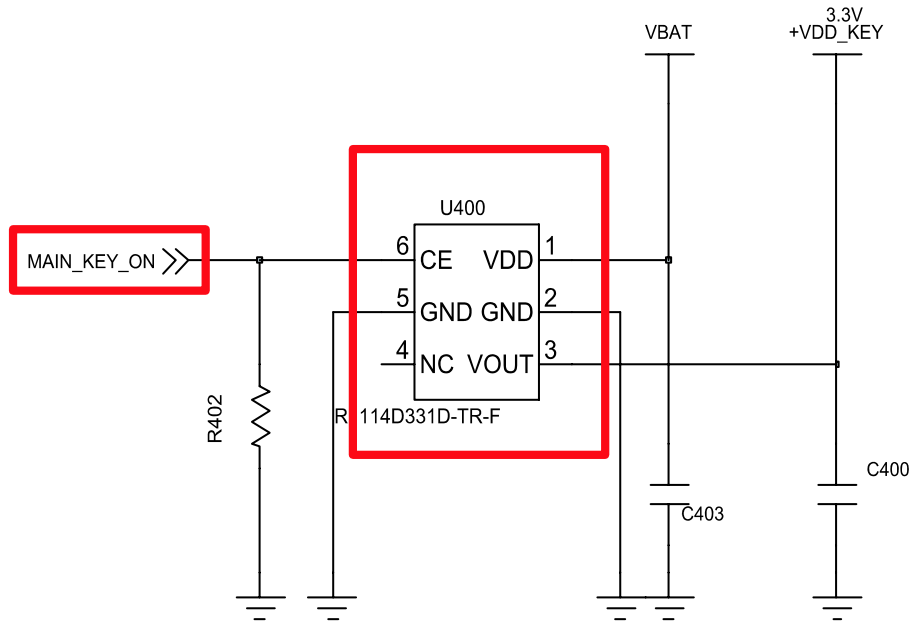 3.3V
VBAT
+VDD_KEY
U400
MAIN_KEY_ON
6
CE
VDD
1
5
GND
GND
2
4
NC
VOUT
3
R402
114D331D-TR-F
C400
C403